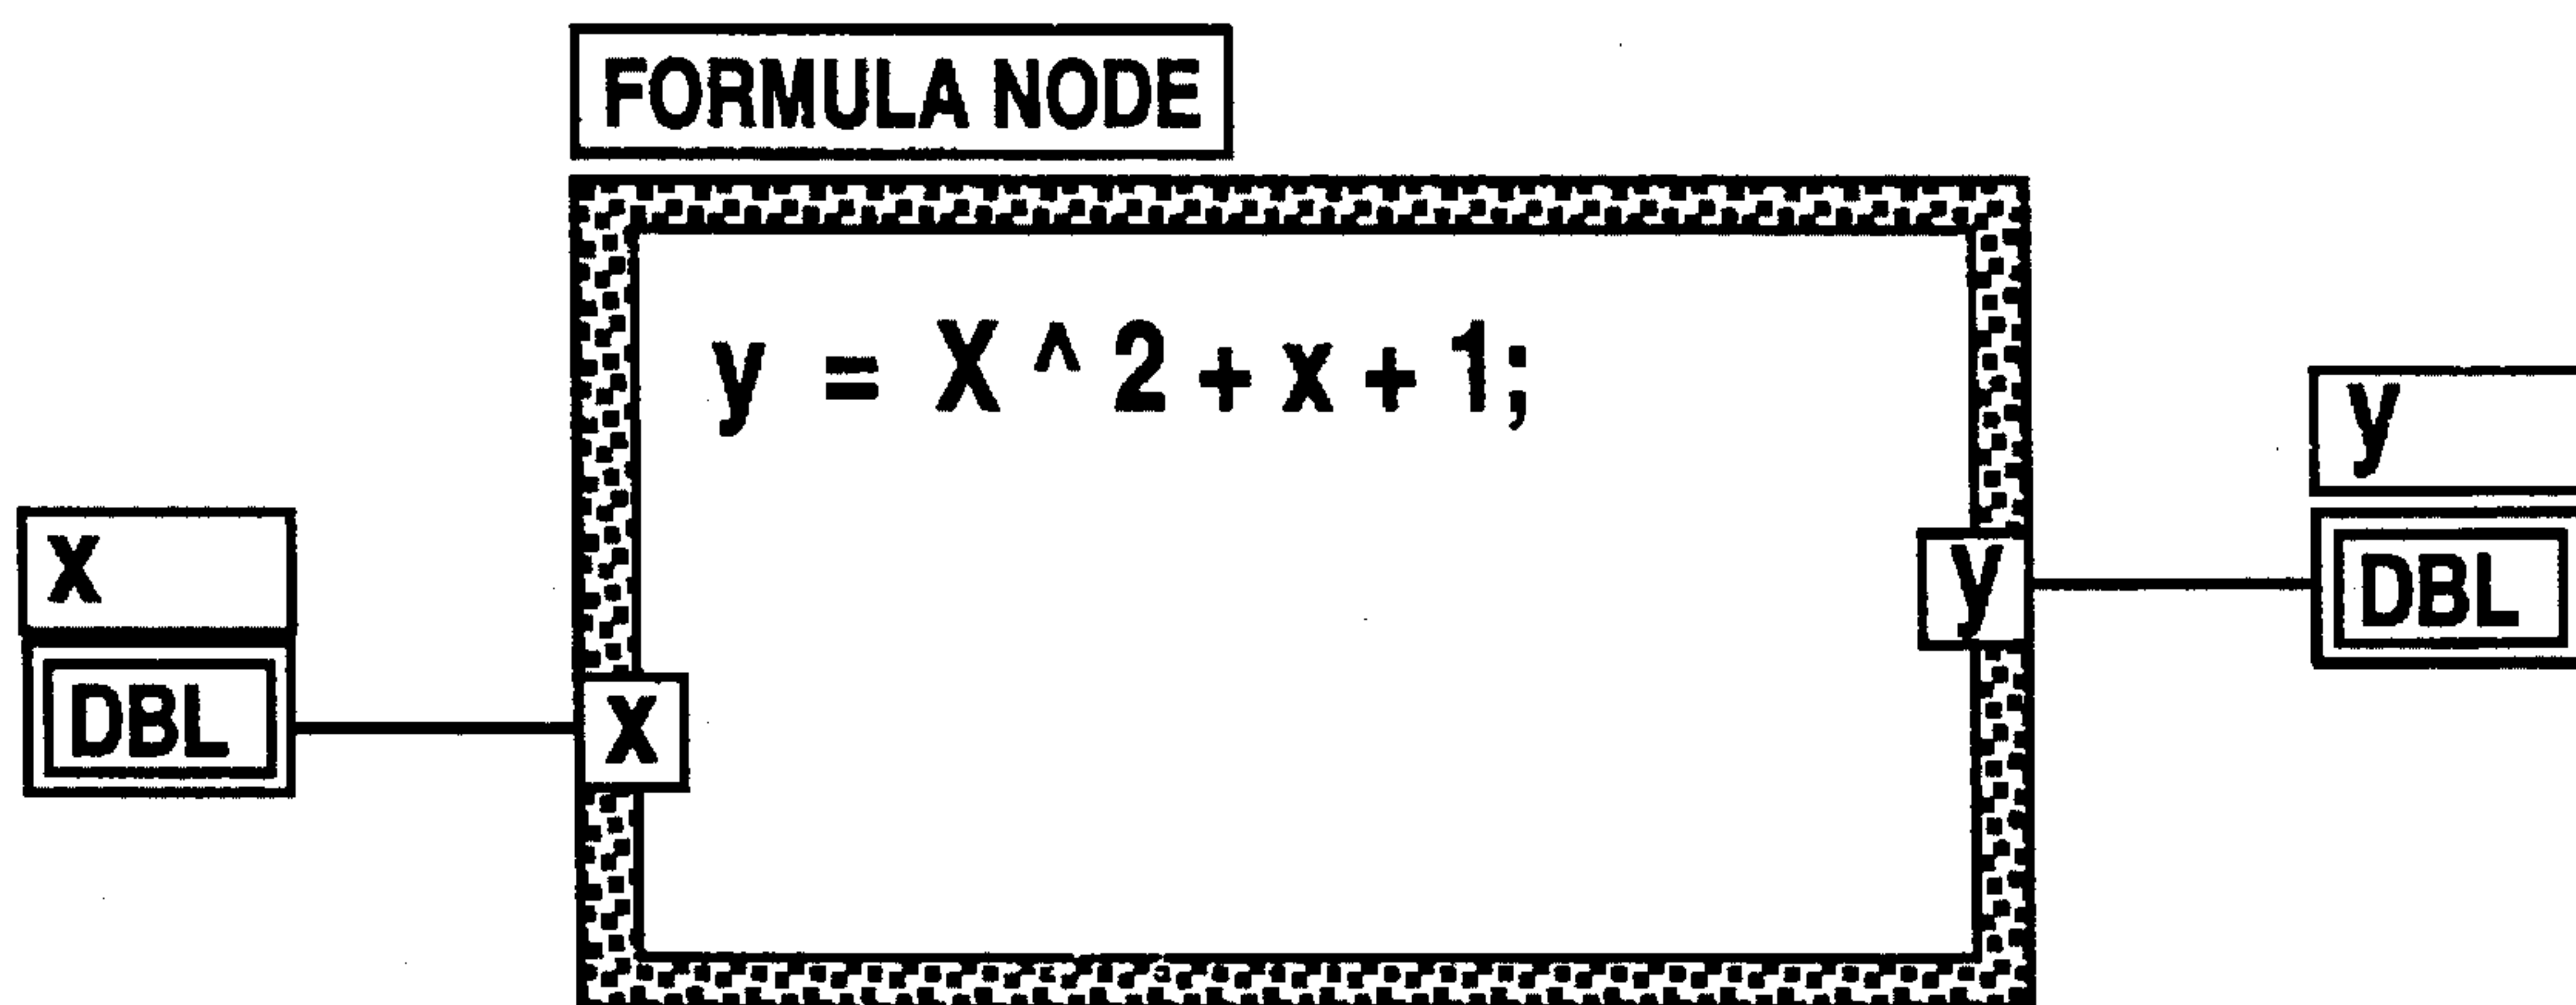 FORMULA NODE
y = X ^ 2 + x + 1;
x
DBL
x
y
y
DBL